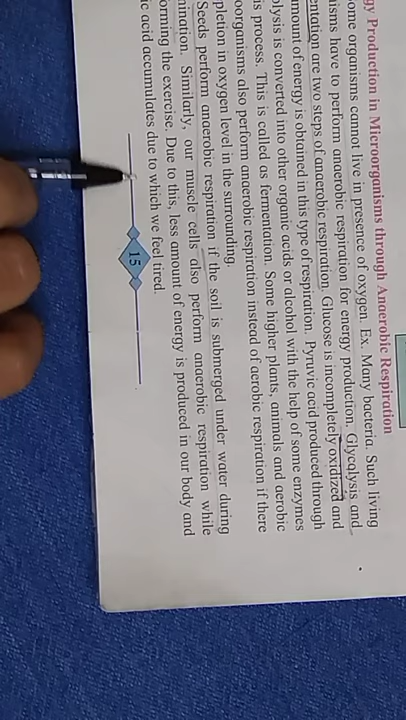 gy Production in Microorganisms through Anaerobic Respiration
ome organisms cannot live in presence of oxygen. Ex. Many bacteria. Such living
isms have to perform anaerobic respiration for energy production. Glycolysis and
entation are two steps of anaerobic respiration. Glucose is incompletely oxidized and
mount of energy is obtained in this type of respiration. Pyruvic acid produced through
olysis is converted into other organic acids or alcohol with the help of some enzymes
is process. This is called as fermentation. Some higher plants, animals and aerobic
oorganisms also perform anaerobic respiration instead of aerobic respiration if there
pletion in oxygen level in the surrounding.
Seeds perform anaerobic respiration if the soil is submerged under water during
ination. Similarly, our muscle cells also perform anaerobic respiration while
orming the exercise. Due to this, less amount of energy is produced in our body and
ic acid accumulates due to which we feel tired.
15